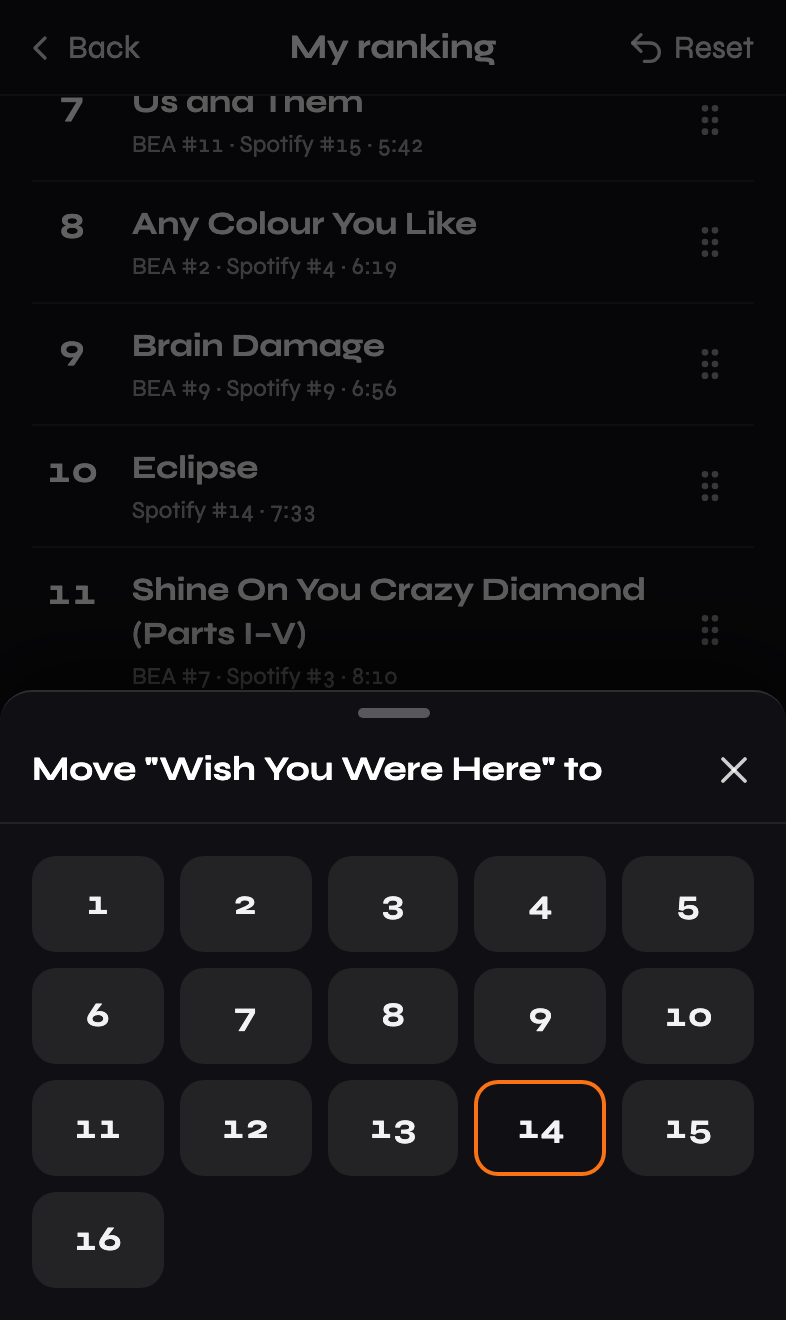 Back
My ranking
Reset
7
Us and Them
BEA #11 · Spotify #15 · 5:42
8
Any Colour You Like
BEA #2 · Spotify #4 · 6:19
9
Brain Damage
BEA #9 · Spotify #9 · 6:56
10
Eclipse
Spotify #14 · 7:33
11
Shine On You Crazy Diamond
(Parts I–V)
BEA #7 · Spotify #3 · 8:10
Move "Wish You Were Here" to
1 2 3 4 5
6 7 8 9 10
11 12 13 14 15
16